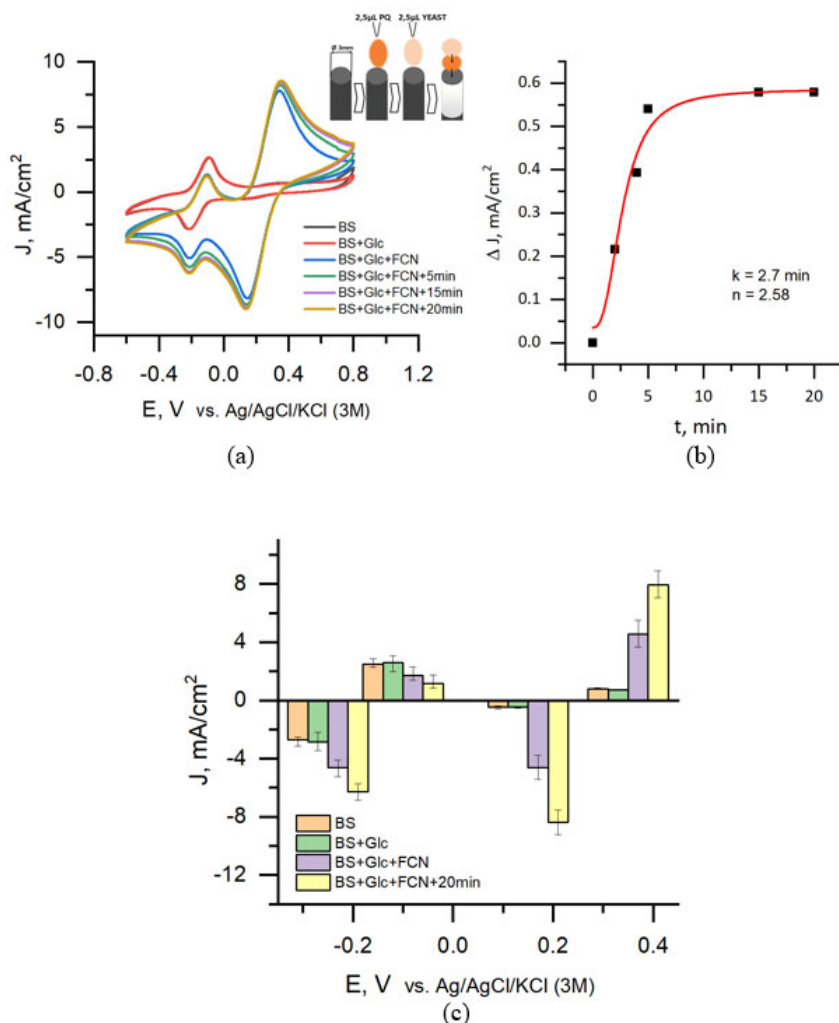 2,5µL PQ 2,5µL YEAST
Ø 3mm
10
5
0
-5
-10
J, mA/cm²
BS
BS+Glc
BS+Glc+FCN
BS+Glc+FCN+5min
BS+Glc+FCN+15min
BS+Glc+FCN+20min
-0.8 -0.4 0.0 0.4 0.8 1.2
E, V vs. Ag/AgCl/KCl (3M)
(a)
0.6
0.5
0.4
0.3
0.2
0.1
0.0
Δ J, mA/cm²
k = 2.7 min
n = 2.58
0 5 10 15 20
t, min
(b)
8
4
0
-4
-8
-12
J, mA/cm²
BS
BS+Glc
BS+Glc+FCN
BS+Glc+FCN+20min
-0.2 0.0 0.2 0.4
E, V vs. Ag/AgCl/KCl (3M)
(c)